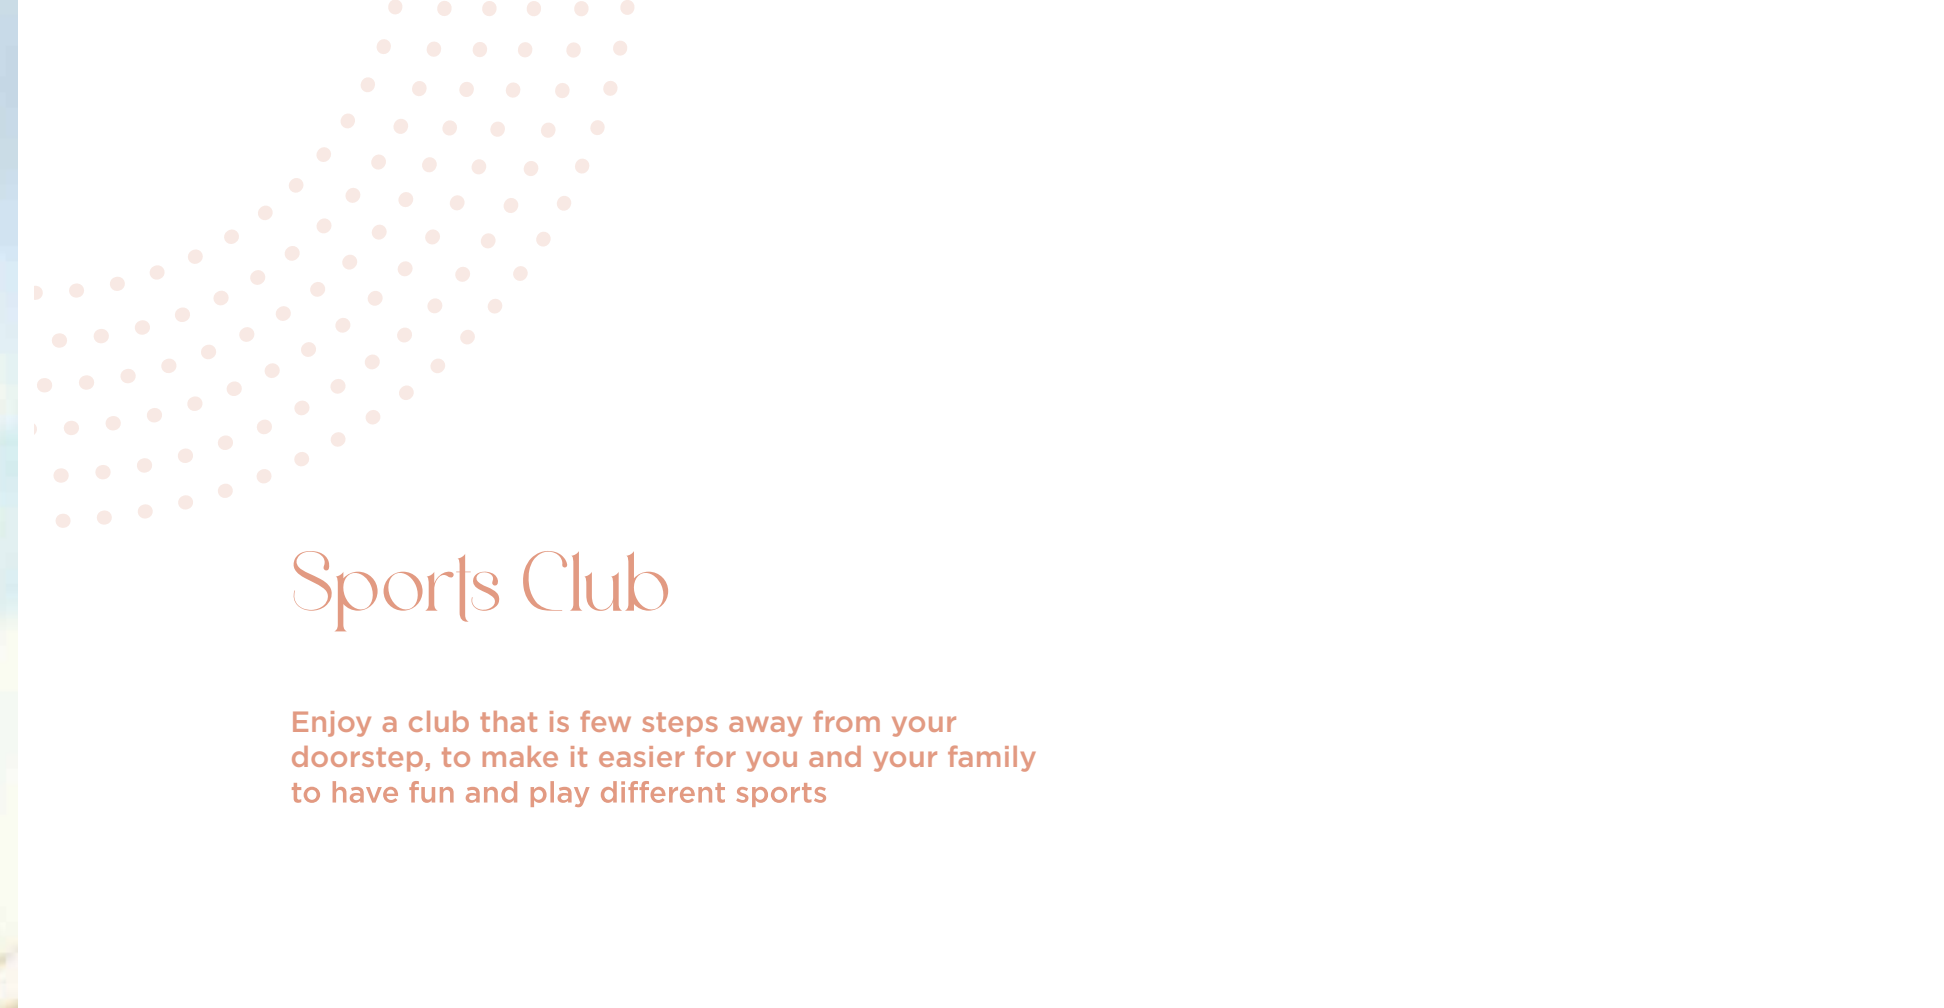 Sports Club
Enjoy a club that is few steps away from your
doorstep, to make it easier for you and your family
to have fun and play different sports